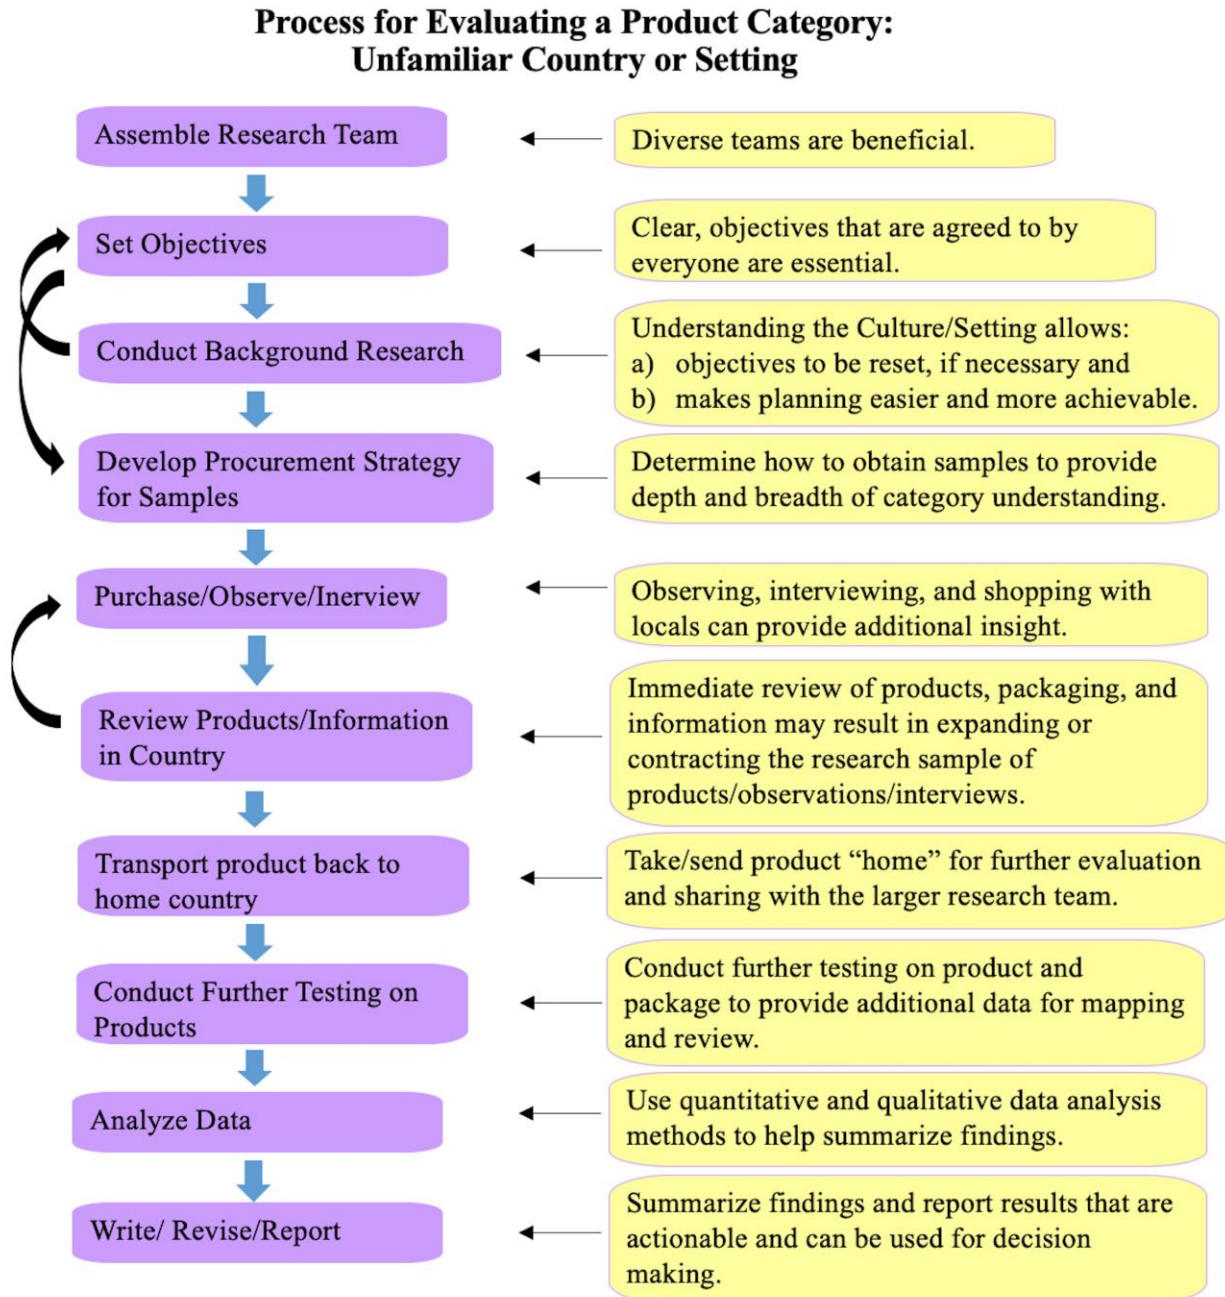 Process for Evaluating a Product Category:
Unfamiliar Country or Setting
Assemble Research Team
Diverse teams are beneficial.
Set Objectives
Clear, objectives that are agreed to by
everyone are essential.
Conduct Background Research
Understanding the Culture/Setting allows:
a) objectives to be reset, if necessary and
b) makes planning easier and more achievable.
Develop Procurement Strategy
for Samples
Determine how to obtain samples to provide
depth and breadth of category understanding.
Purchase/Observe/Inerview
Observing, interviewing, and shopping with
locals can provide additional insight.
Review Products/Information
in Country
Immediate review of products, packaging, and
information may result in expanding or
contracting the research sample of
products/observations/interviews.
Transport product back to
home country
Take/send product “home” for further evaluation
and sharing with the larger research team.
Conduct Further Testing on
Products
Conduct further testing on product and
package to provide additional data for mapping
and review.
Analyze Data
Use quantitative and qualitative data analysis
methods to help summarize findings.
Write/ Revise/Report
Summarize findings and report results that are
actionable and can be used for decision
making.